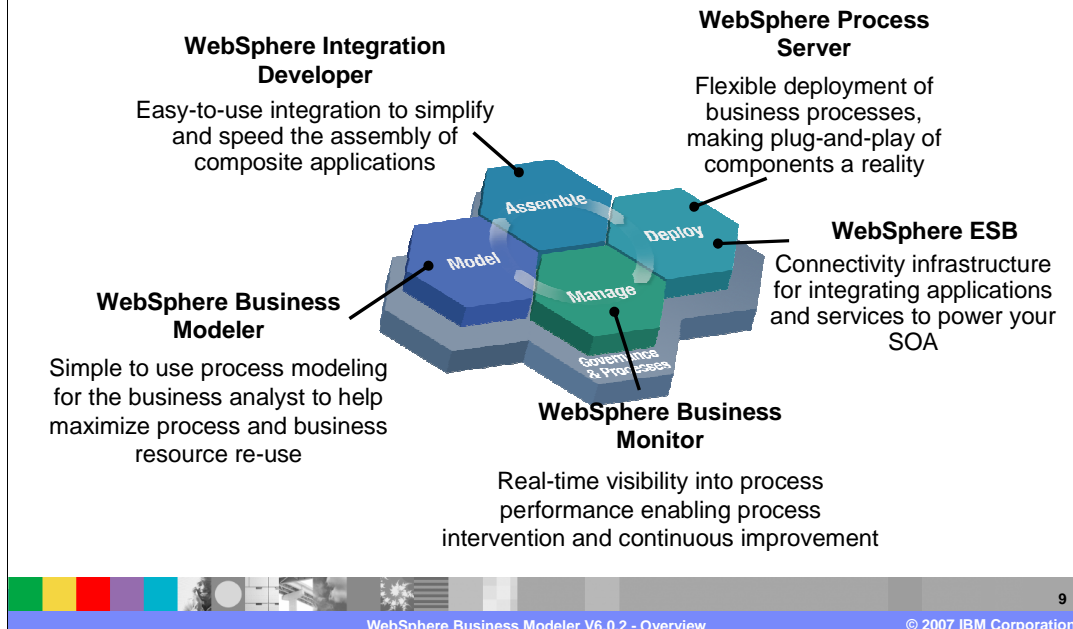 WebSphere Integration
Developer
Easy-to-use integration to simplify
and speed the assembly of
composite applications
WebSphere Process
Server
Flexible deployment of
business processes,
making plug-and-play of
components a reality
Assemble
Deploy
Model
Manage
Governance
& Processes
WebSphere ESB
Connectivity infrastructure
for integrating applications
and services to power your
SOA
WebSphere Business
Modeler
Simple to use process modeling
for the business analyst to help
maximize process and business
resource re-use
WebSphere Business
Monitor
Real-time visibility into process
performance enabling process
intervention and continuous improvement
9
WebSphere Business Modeler V6.0.2 - Overview
© 2007 IBM Corporation